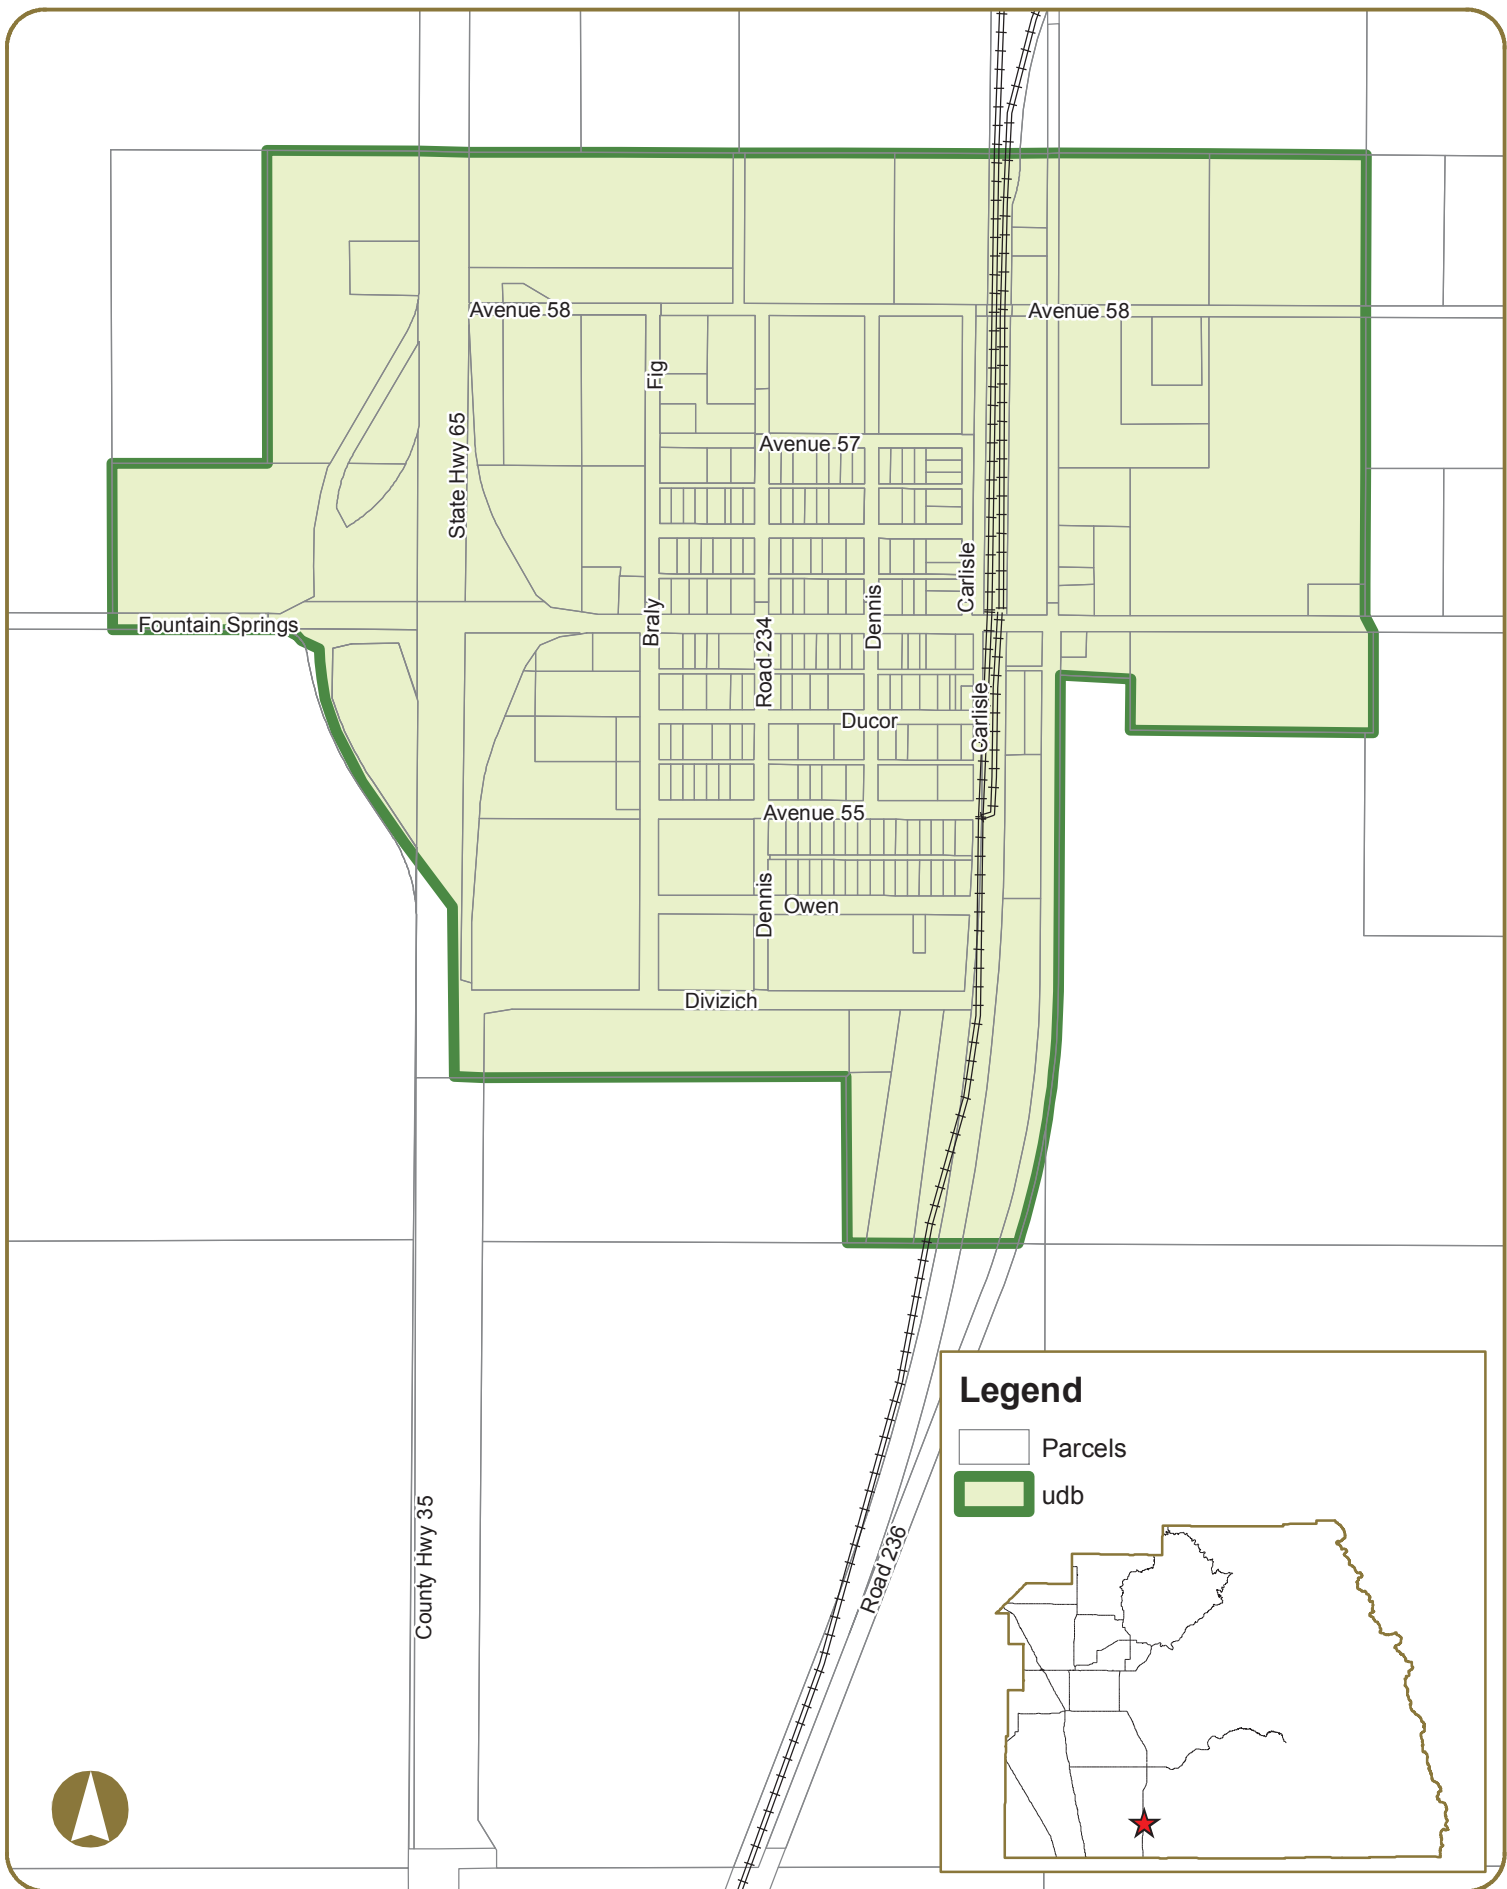 Avenue 58
Avenue 58
Fig
Avenue 57
State Hwy 65
Carlisle
Dennis
Braly
Fountain Springs
Road 234
Carlisle
Ducor
Avenue 55
Dennis
Owen
Divizich
Legend
Parcels
udb
County Hwy 35
Road 236